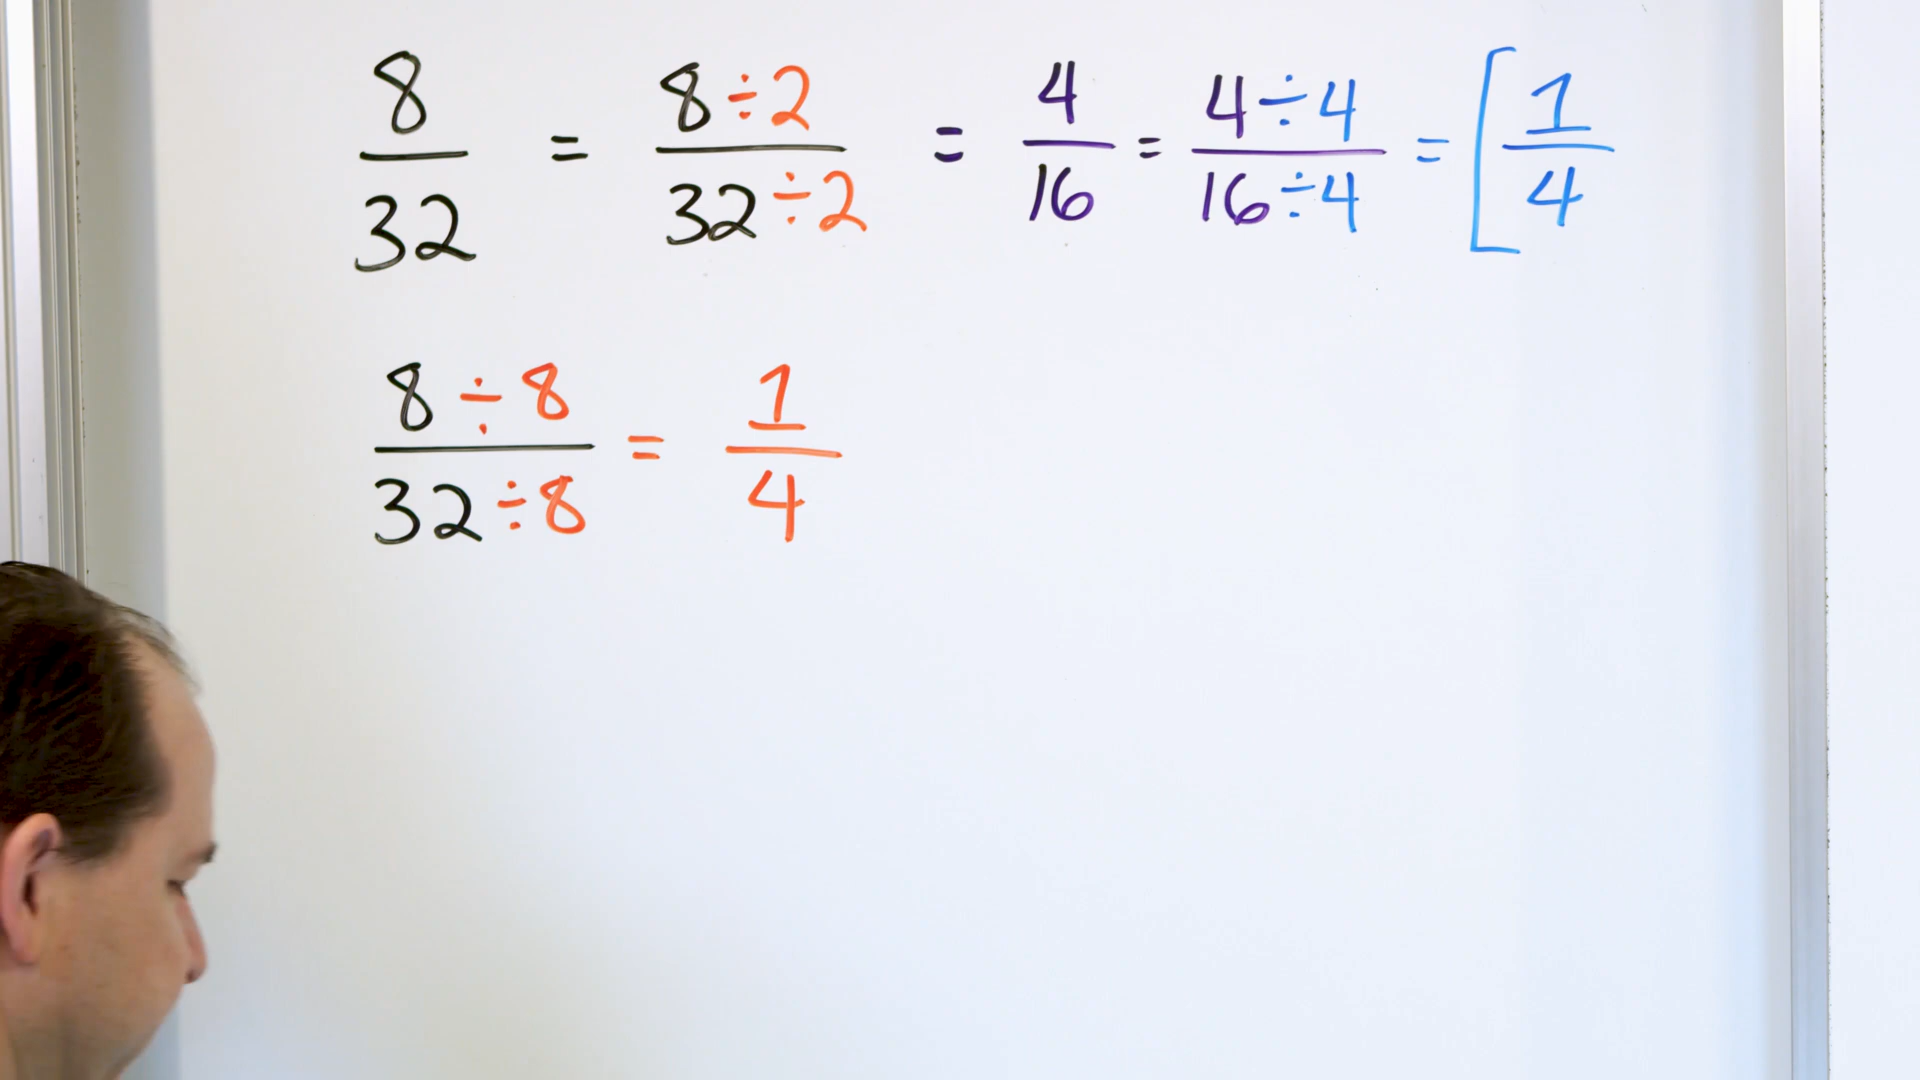 8/32 = 8÷2/32÷2 = 4/16 = 4÷4/16÷4 = [1/4
8÷8/32÷8 = 1/4